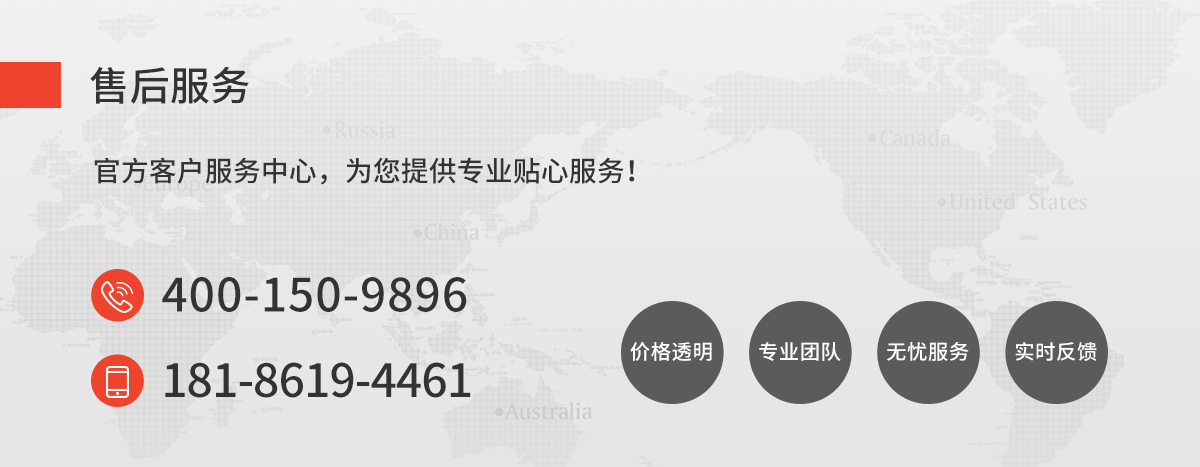 售后服务
Russia
Canada
官方客户服务中心，为您提供专业贴心服务！
Europe
United States
China
400-150-9896
价格透明
专业团队
无忧服务
实时反馈
181-8619-4461
Australia